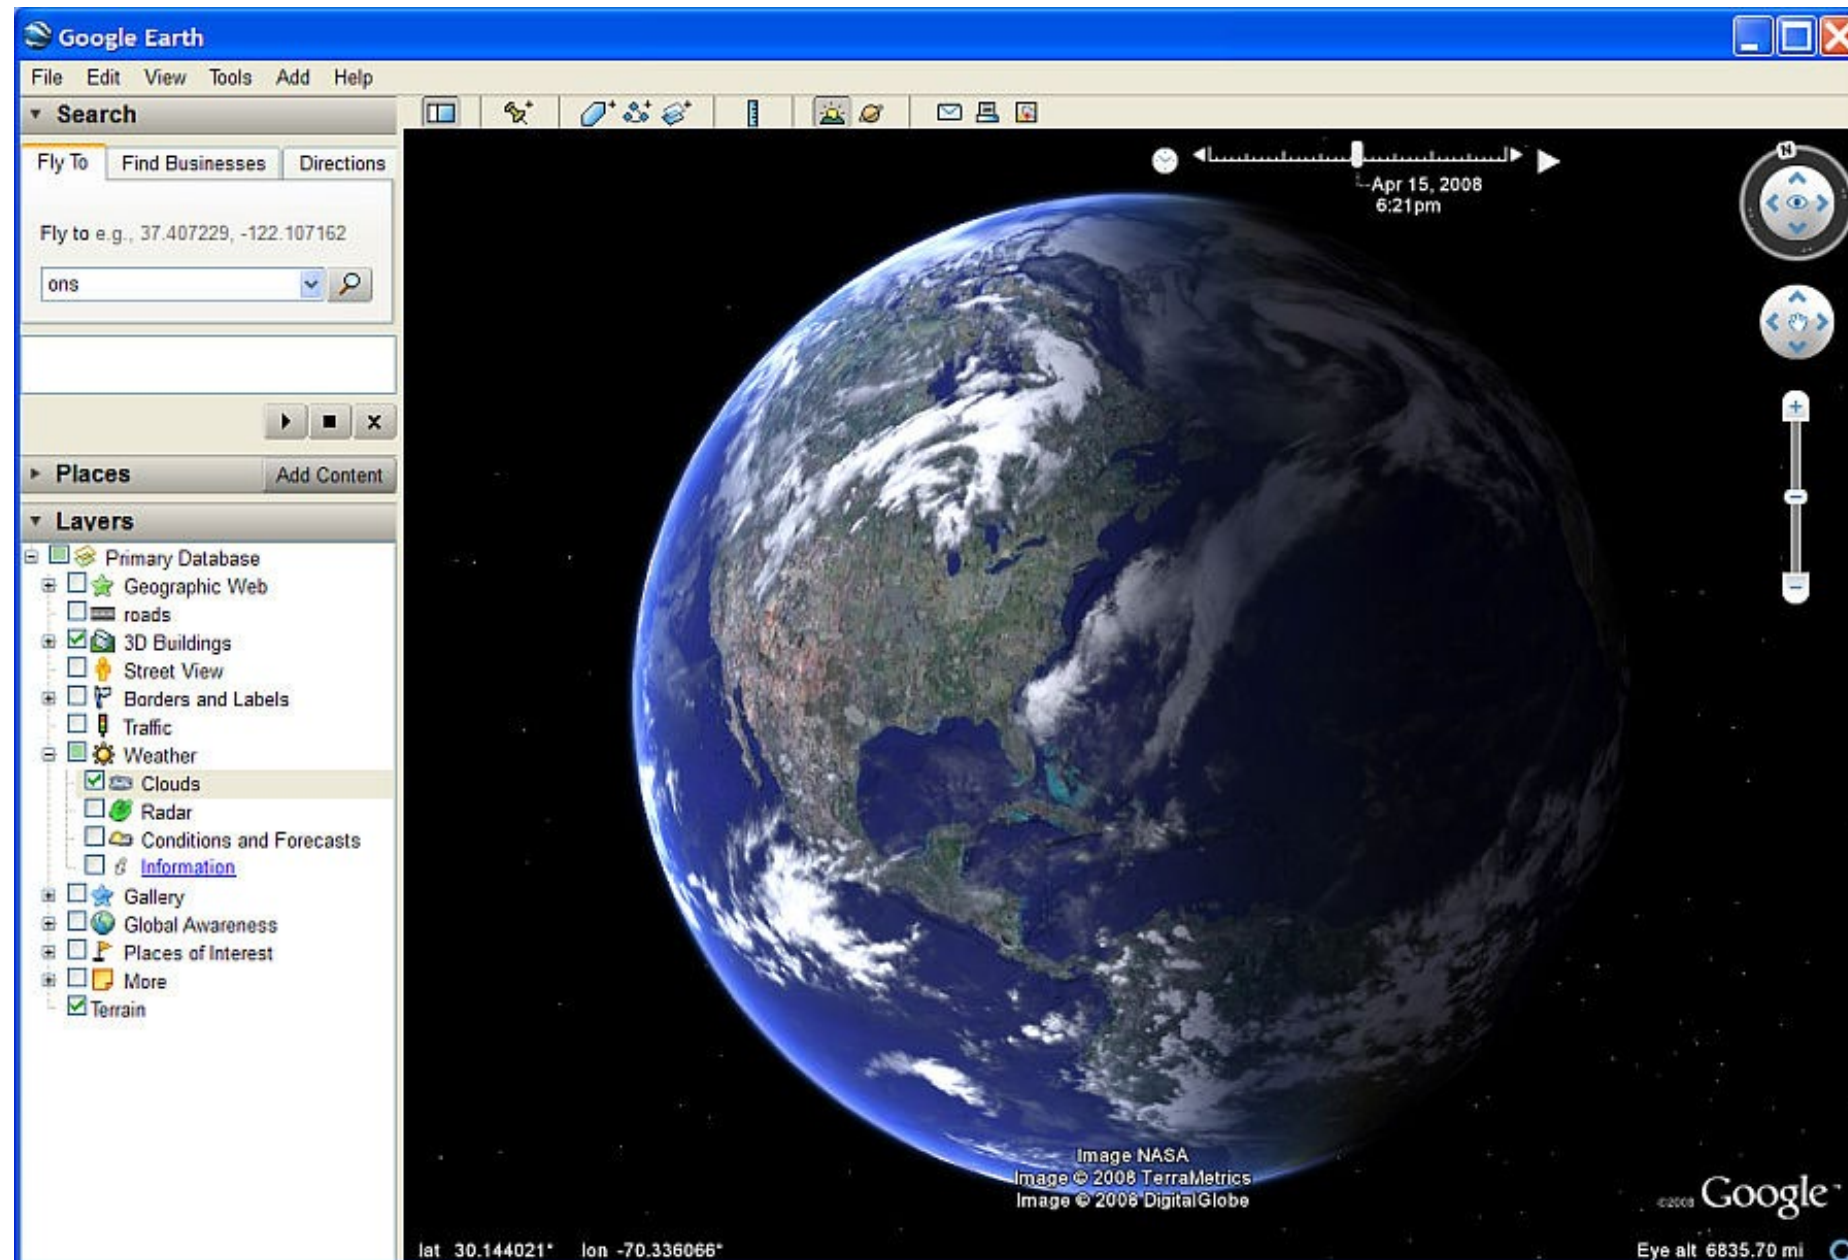 Google Earth
File Edit View Tools Add Help
Search
Fly To Find Businesses Directions
Fly to e.g., 37.407229, -122.107162
ons
Places Add Content
Layers
Primary Database
Geographic Web
roads
3D Buildings
Street View
Borders and Labels
Traffic
Weather
Clouds
Radar
Conditions and Forecasts
Information
Gallery
Global Awareness
Places of Interest
More
Terrain
Apr 15, 2008
6:21pm
N
Image NASA
Image © 2008 TerraMetrics
Image © 2008 DigitalGlobe
©2008 Google™
lat 30.144021° lon -70.336066°
Eye alt 6835.70 mi